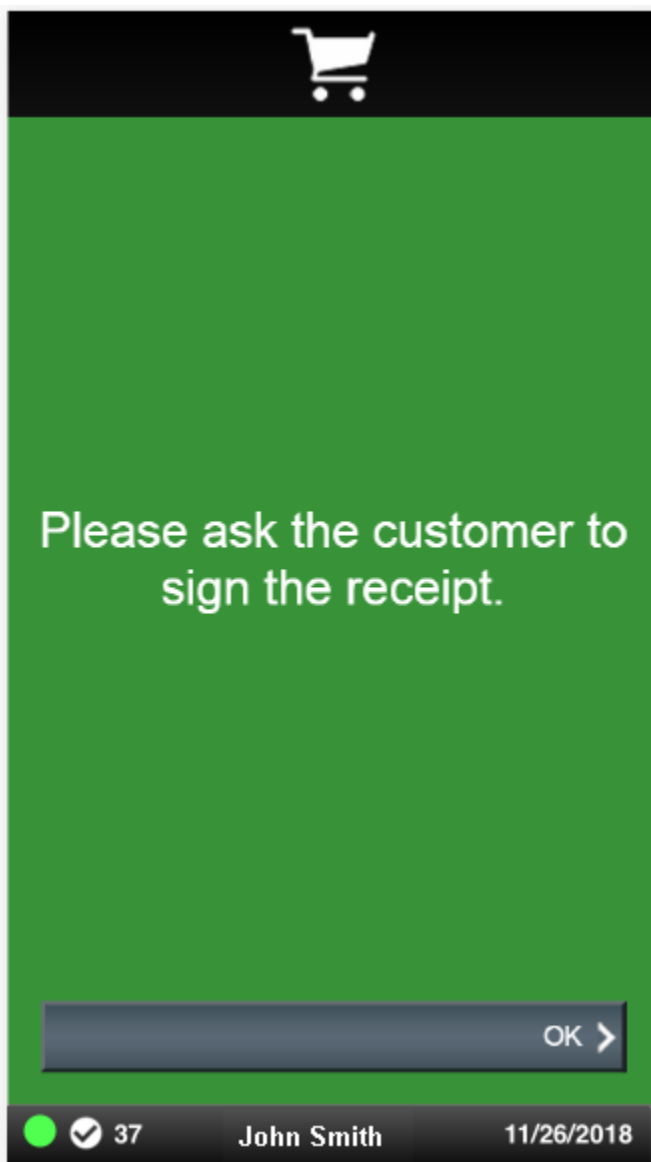 Please ask the customer to
sign the receipt.
OK
37 John Smith 11/26/2018